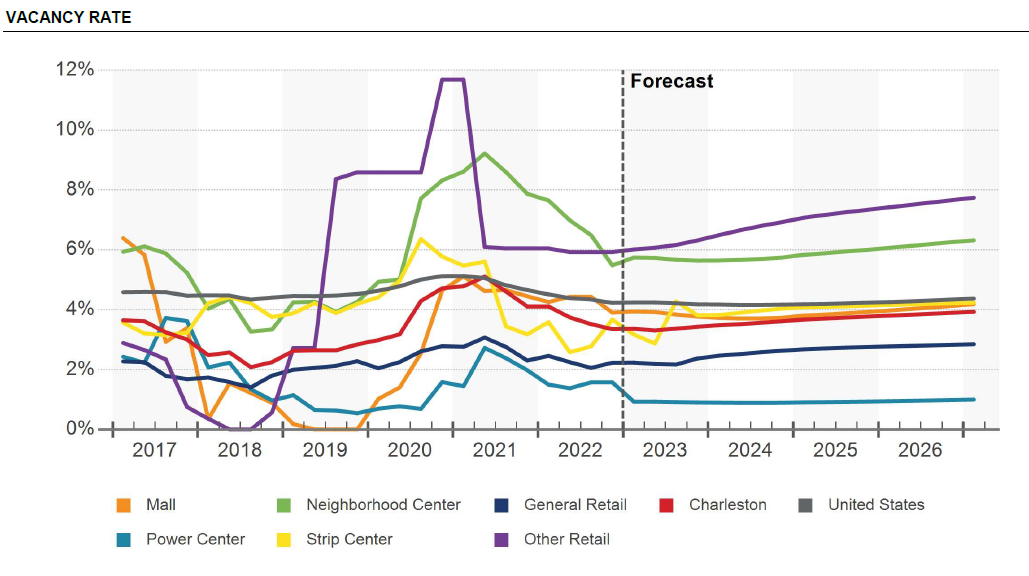 VACANCY RATE
12%
Forecast
10%
8%
6%
4%
2%
0%
2017 2018 2019 2020 2021 2022 2023 2024 2025 2026
Mall Neighborhood Center General Retail Charleston United States
Power Center Strip Center Other Retail